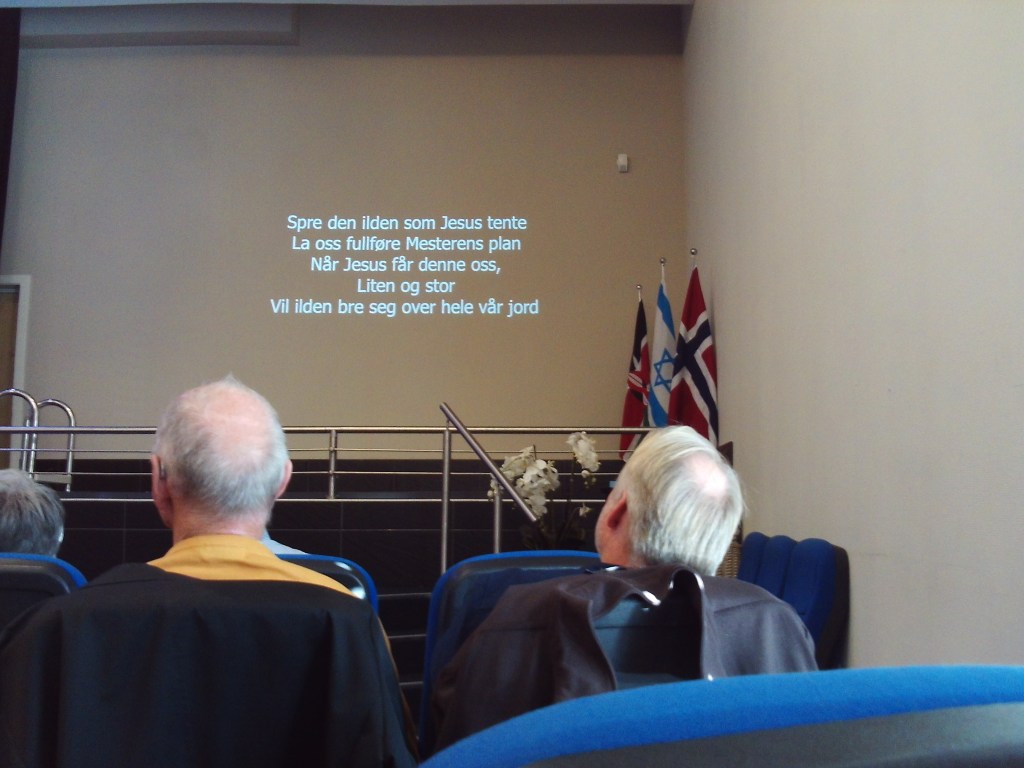 Spre den ilden som Jesus tente
La oss fullføre Mesterens plan
Når Jesus får denne oss,
Liten og stor
Vil ilden bre seg over hele vår jord